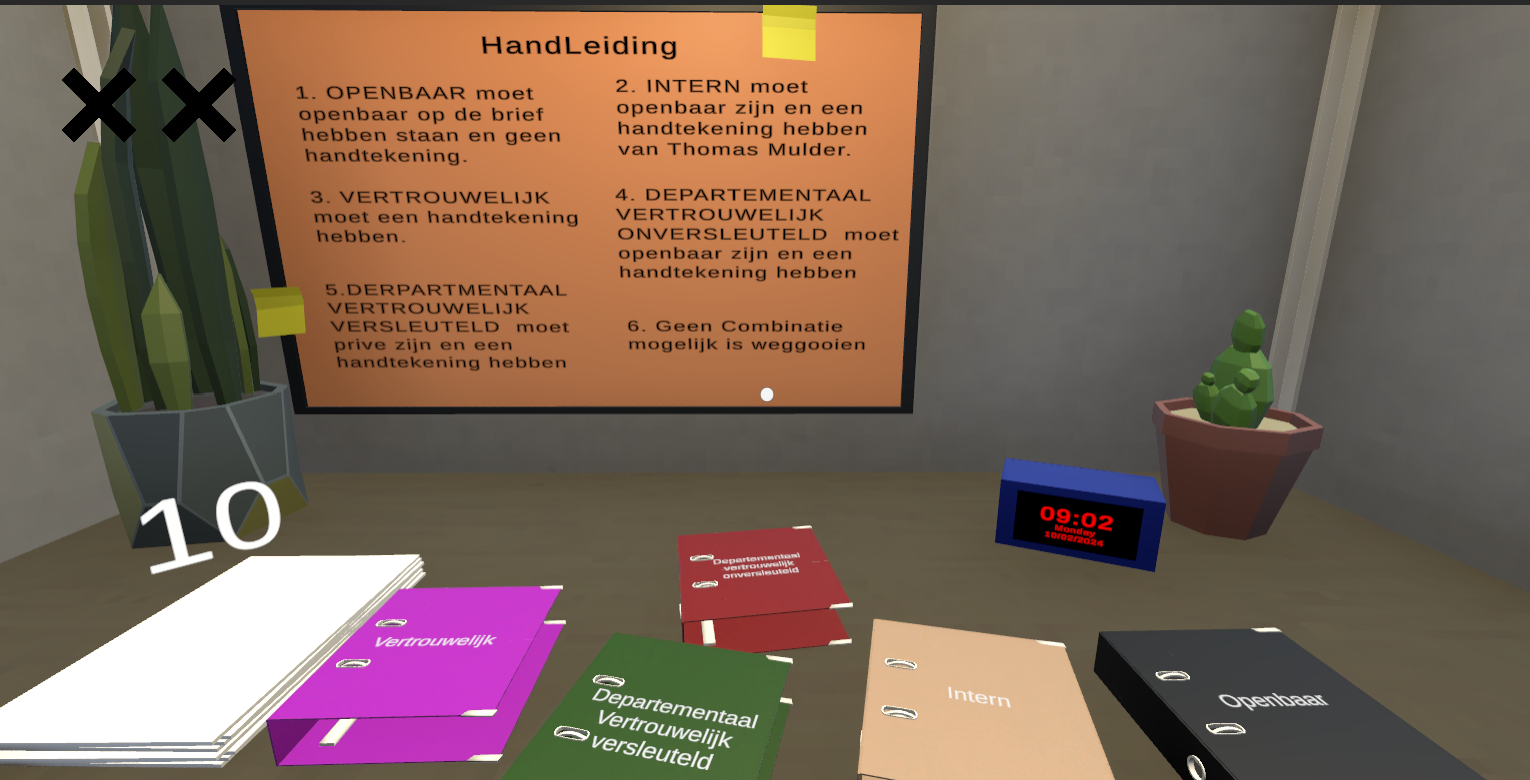 HandLeiding
1. OPENBAAR moet
openbaar op de brief
hebben staan en geen
handtekening.
2. INTERN moet
openbaar zijn en een
handtekening hebben
van Thomas Mulder.
3. VERTROUWELIJK
moet een handtekening
hebben.
4. DEPARTEMENTAAL
VERTROUWELIJK
ONVERSLEUTELD moet
openbaar zijn en een
handtekening hebben
5.DERPARTMENTAAL
VERTROUWELIJK
VERSLEUTELD moet
prive zijn en een
handtekening hebben
6. Geen Combinatie
mogelijk is weggooien
10
09:02
Monday
10/02/2024
Departementaal
vertrouwelijk
onversleuteld
Vertrouwelijk
Departementaal
Vertrouwelijk
versleuteld
Intern
Openbaar